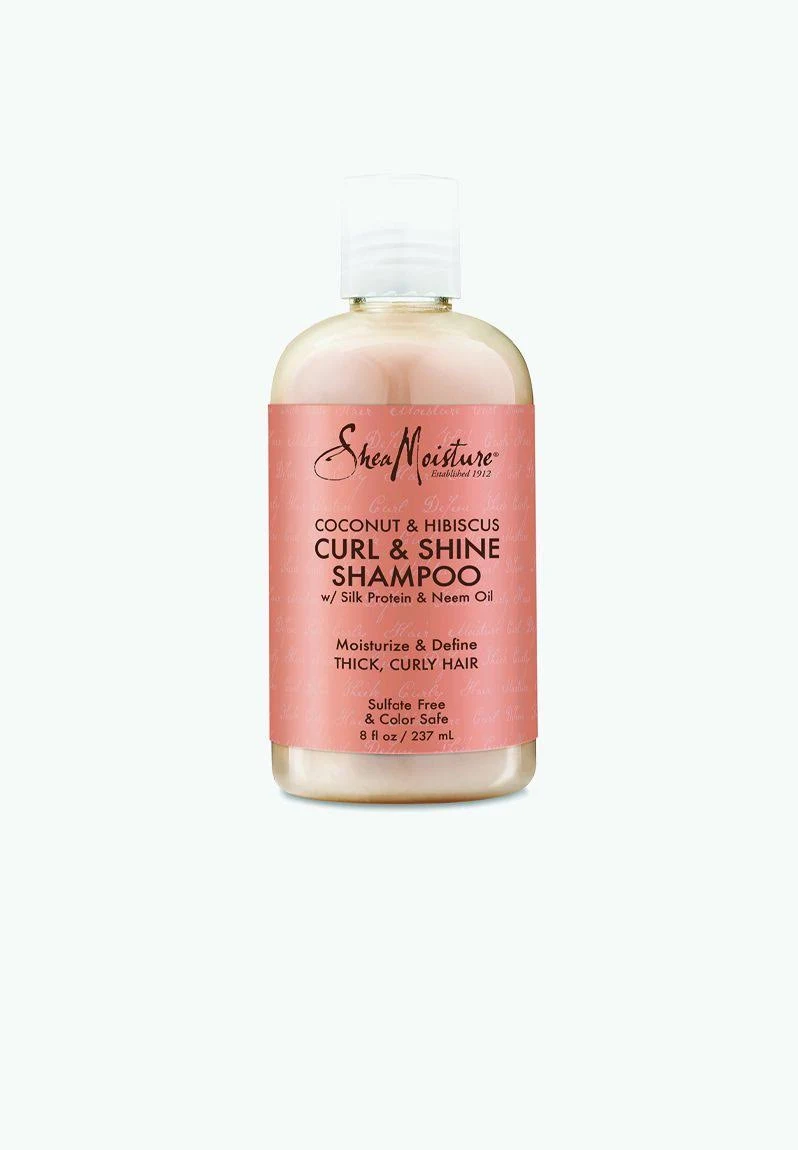 SheaMoisture®
Established 1912
COCONUT & HIBISCUS
CURL & SHINE
SHAMPOO
w/ Silk Protein & Neem Oil
Moisturize & Define
THICK, CURLY HAIR
Sulfate Free
& Color Safe
8 fl oz / 237 mL